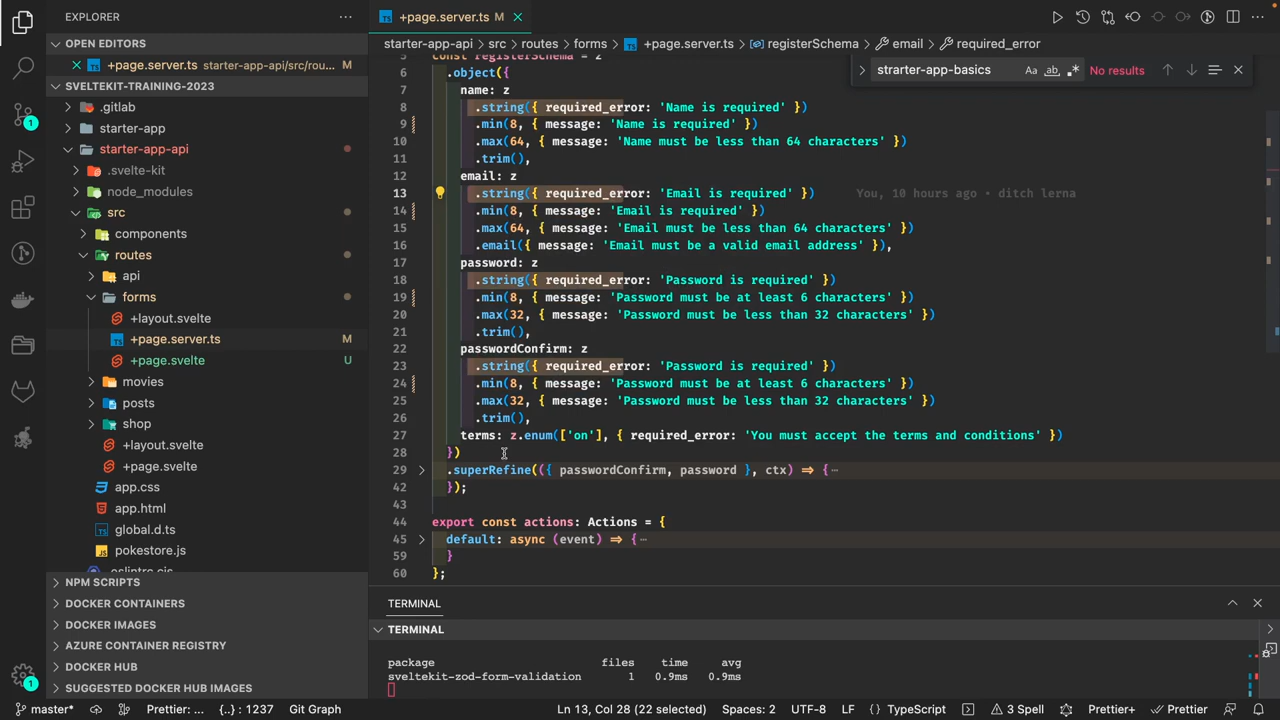 EXPLORER
OPEN EDITORS
+page.server.ts starter-app-api/src/rou... M
SVELTEKIT-TRAINING-2023
.gitlab
starter-app
starter-app-api
.svelte-kit
node_modules
src
components
routes
api
forms
+layout.svelte
+page.server.ts M
+page.svelte U
movies
posts
shop
+layout.svelte
+page.svelte
app.css
app.html
global.d.ts
pokestore.js
.eslintrc.cjs
NPM SCRIPTS
DOCKER CONTAINERS
DOCKER IMAGES
AZURE CONTAINER REGISTRY
DOCKER HUB
SUGGESTED DOCKER HUB IMAGES
1
1
TS +page.server.ts M
starter-app-api > src > routes > forms > TS +page.server.ts > registerSchema > email > required_error
strarter-app-basics Aa ab No results
5 const registerSchema = z
6 .object({
7 name: z
8 .string({ required_error: 'Name is required' })
9 .min(8, { message: 'Name is required' })
10 .max(64, { message: 'Name must be less than 64 characters' })
11 .trim(),
12 email: z
13 .string({ required_error: 'Email is required' }) You, 10 hours ago • ditch lerna
14 .min(8, { message: 'Email is required' })
15 .max(64, { message: 'Email must be less than 64 characters' })
16 .email({ message: 'Email must be a valid email address' }),
17 password: z
18 .string({ required_error: 'Password is required' })
19 .min(8, { message: 'Password must be at least 6 characters' })
20 .max(32, { message: 'Password must be less than 32 characters' })
21 .trim(),
22 passwordConfirm: z
23 .string({ required_error: 'Password is required' })
24 .min(8, { message: 'Password must be at least 6 characters' })
25 .max(32, { message: 'Password must be less than 32 characters' })
26 .trim(),
27 terms: z.enum(['on'], { required_error: 'You must accept the terms and conditions' })
28 })
29 .superRefine(({ passwordConfirm, password }, ctx) => {
42 });
43
44 export const actions: Actions = {
45 default: async (event) => {
59 }
60 };
TERMINAL
TERMINAL
package files time avg
sveltekit-zod-form-validation 1 0.9ms 0.9ms
master* Prettier: ... {..} : 1237 Git Graph Ln 13, Col 28 (22 selected) Spaces: 2 UTF-8 LF {} TypeScript 3 Spell Prettier+ Prettier